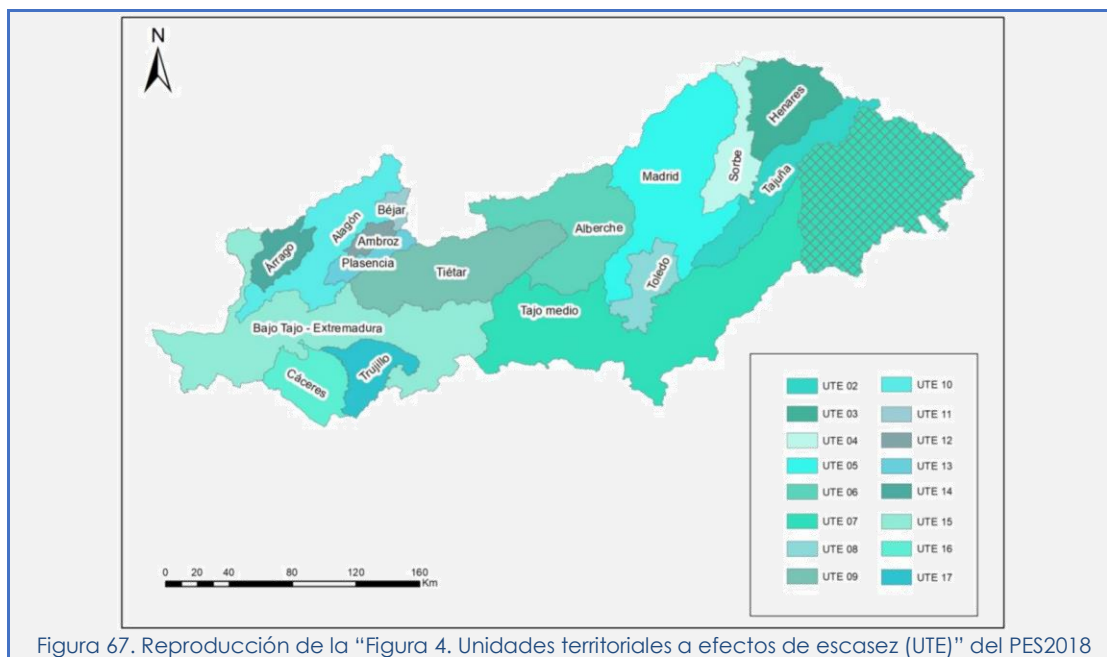 N
Henares
Sorbe
Tajuña
Madrid
Béjar
Alagón
Ambroz
Alberche
Árrago
Plasencia
Tiétar
Toledo
Tajo medio
Bajo Tajo - Extremadura
Trujillo
Cáceres
UTE 02
UTE 10
UTE 03
UTE 11
UTE 04
UTE 12
UTE 05
UTE 13
UTE 06
UTE 14
UTE 07
UTE 15
UTE 08
UTE 16
UTE 09
UTE 17
0 20 40 80 120 160
Km
Figura 67. Reproducción de la “Figura 4. Unidades territoriales a efectos de escasez (UTE)” del PES2018